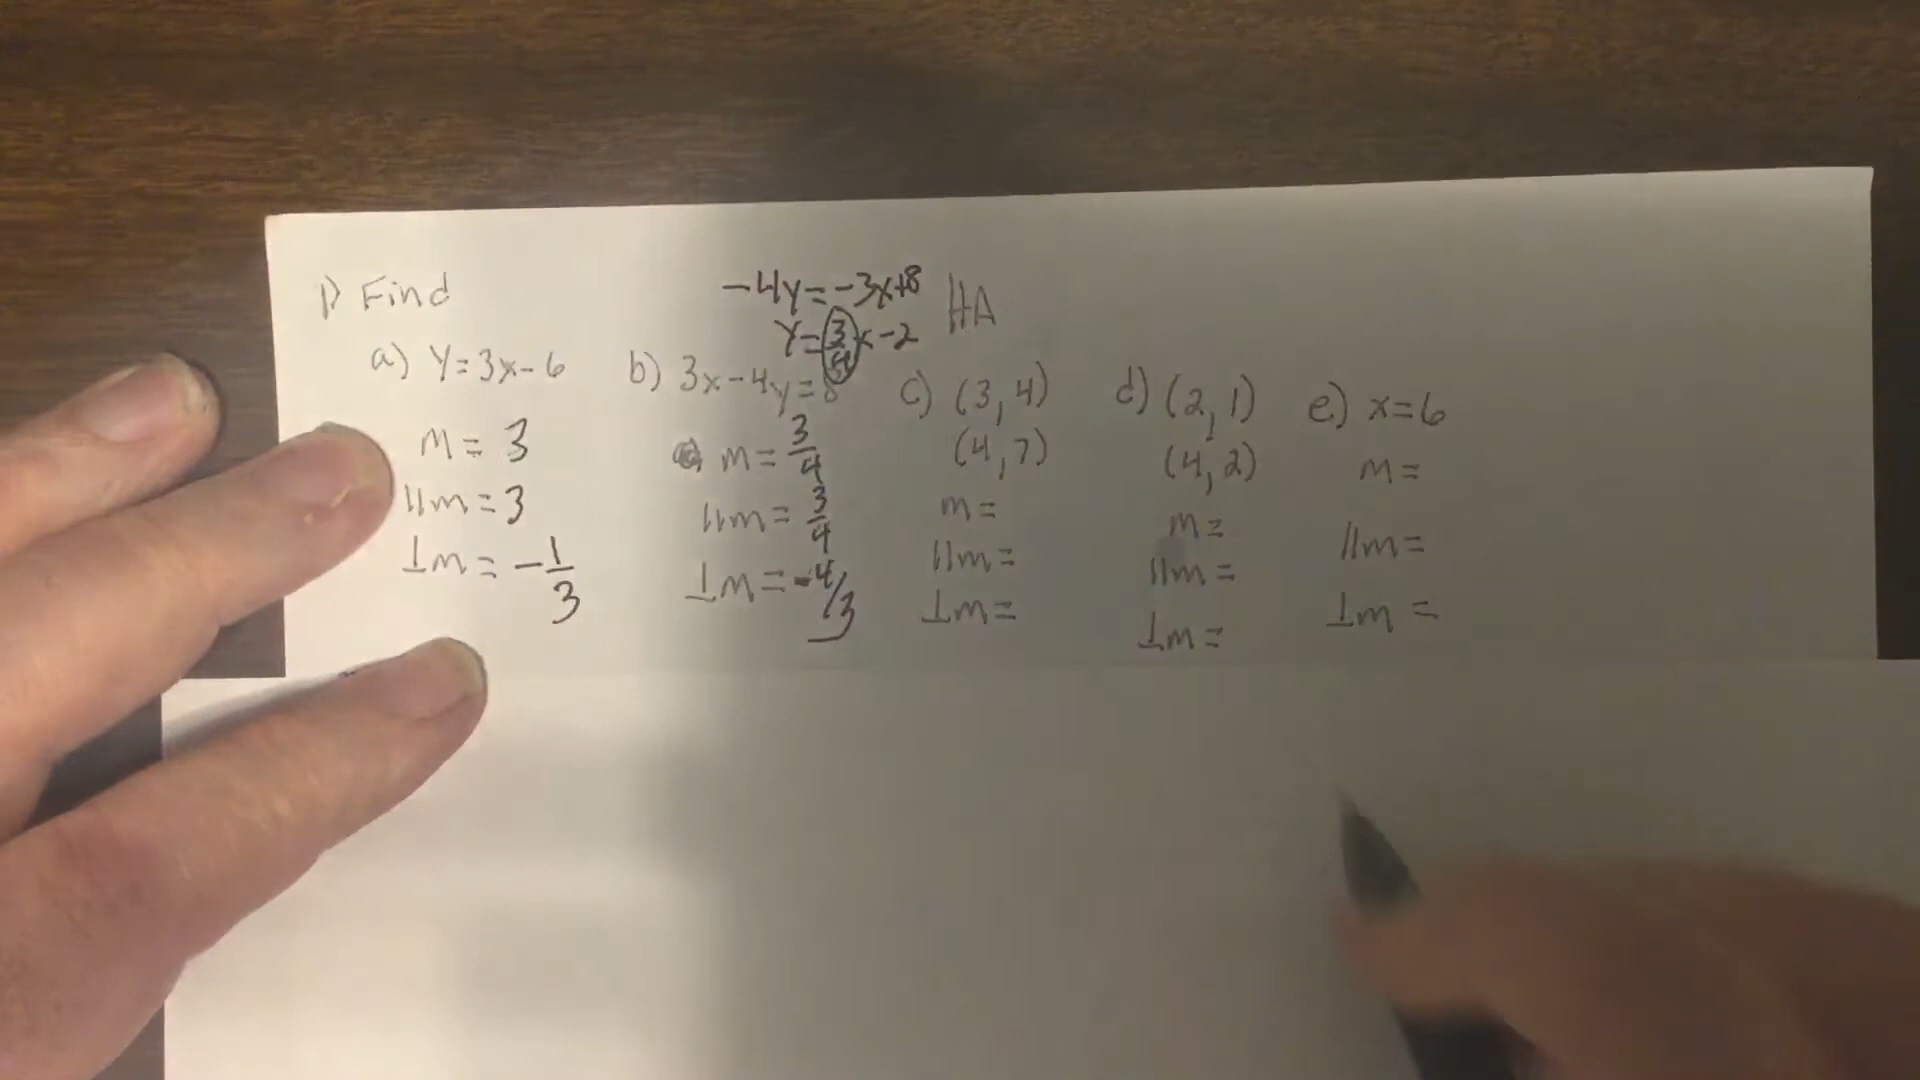 1) Find
-4y=-3x+8
y=3/4x-2
HA
a) y=3x-6
m=3
||m=3
⊥m=-1/3
b) 3x-4y=8
m=3/4
||m=3/4
⊥m=-4/3
c) (3,4)
(4,7)
m=
||m=
⊥m=
d) (2,1)
(4,2)
m=
||m=
⊥m=
e) x=6
m=
||m=
⊥m=